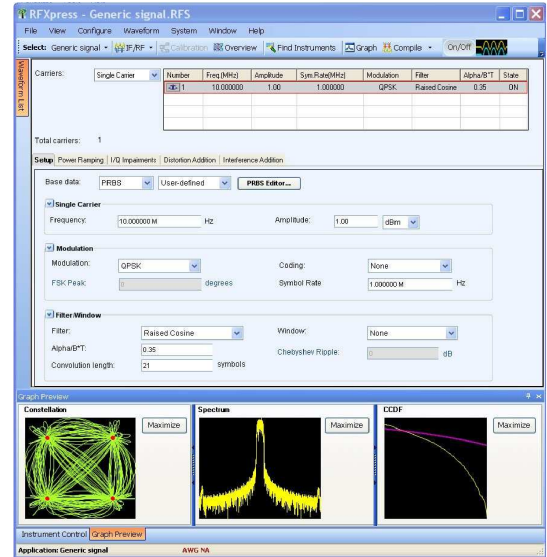 RFXpress - Generic signal.RFS
File View Configure Waveform System Window Help
Select: Generic signal IF/RF Calibration Overview Find Instruments Graph Compile On/Off
Waveform List
Carriers: Single Carrier
Number Freq.(MHz) Amplitude Sym.Rate(MHz) Modulation Filter Alpha/B*T State
1 10.000000 1.00 1.000000 QPSK Raised Cosine 0.35 ON
Total carriers: 1
Setup Power Ramping I/Q Impairments Distortion Addition Interference Addition
Base data: PRBS User-defined PRBS Editor...
Single Carrier
Frequency: 10.000000 M Hz Amplitude: 1.00 dBm
Modulation
Modulation: QPSK Coding: None
FSK Peak: 0 degrees Symbol Rate 1.000000 M Hz
Filter/Window
Filter: Raised Cosine Window: None
Alpha/B*T: 0.35 Chebyshev Ripple: 0 dB
Convolution length: 21 symbols
Graph Preview
Constellation Maximize Spectrum Maximize CCDF Maximize
Instrument Control Graph Preview
Application: Generic signal AWG NA